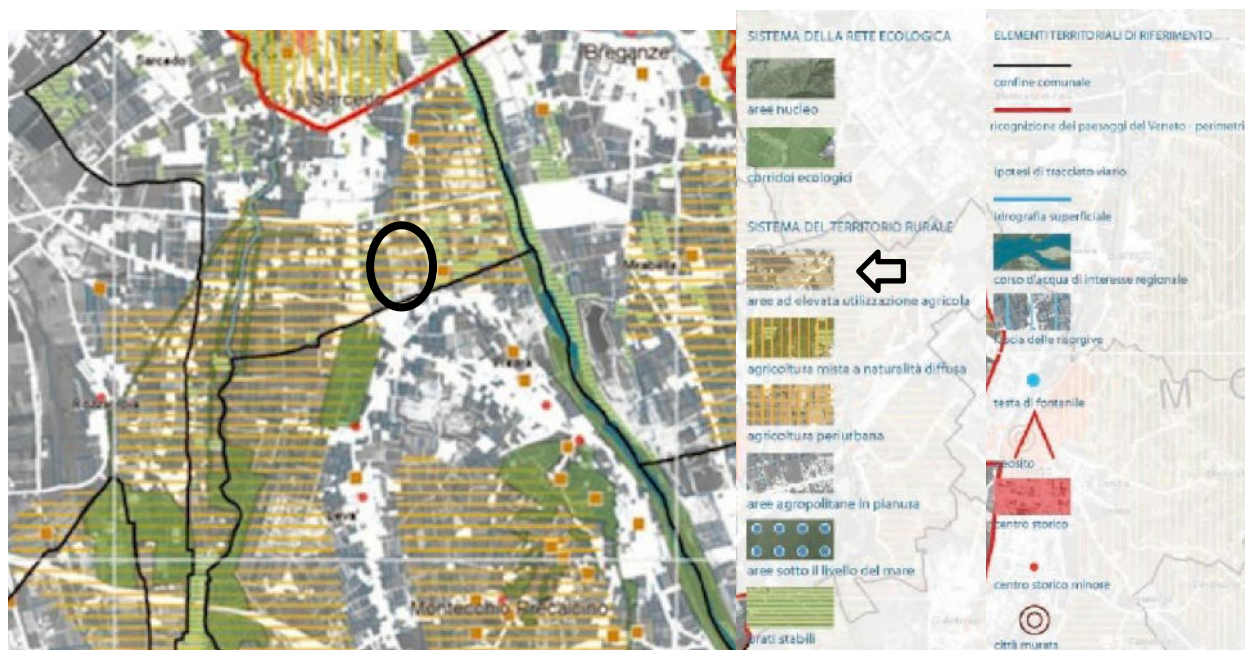 Sarcedo
Breganze
Sarcedo
Mirabella
Levà
Montecchio Precalcino
SISTEMA DELLA RETE ECOLOGICA
aree nucleo
corridoi ecologici
SISTEMA DEL TERRITORIO RURALE
aree ad elevata utilizzazione agricola
agricoltura mista a naturalità diffusa
agricoltura periurbana
aree agropolitane in pianura
aree sotto il livello del mare
prati stabili
ELEMENTI TERRITORIALI DI RIFERIMENTO
confine comunale
ricognizione dei paesaggi del Veneto - perimetri
ipotesi di tracciato viario
idrografia superficiale
corso d'acqua di interesse regionale
fascia delle risorgive
testa di fontanile
geosito
centro storico
centro storico minore
città murata